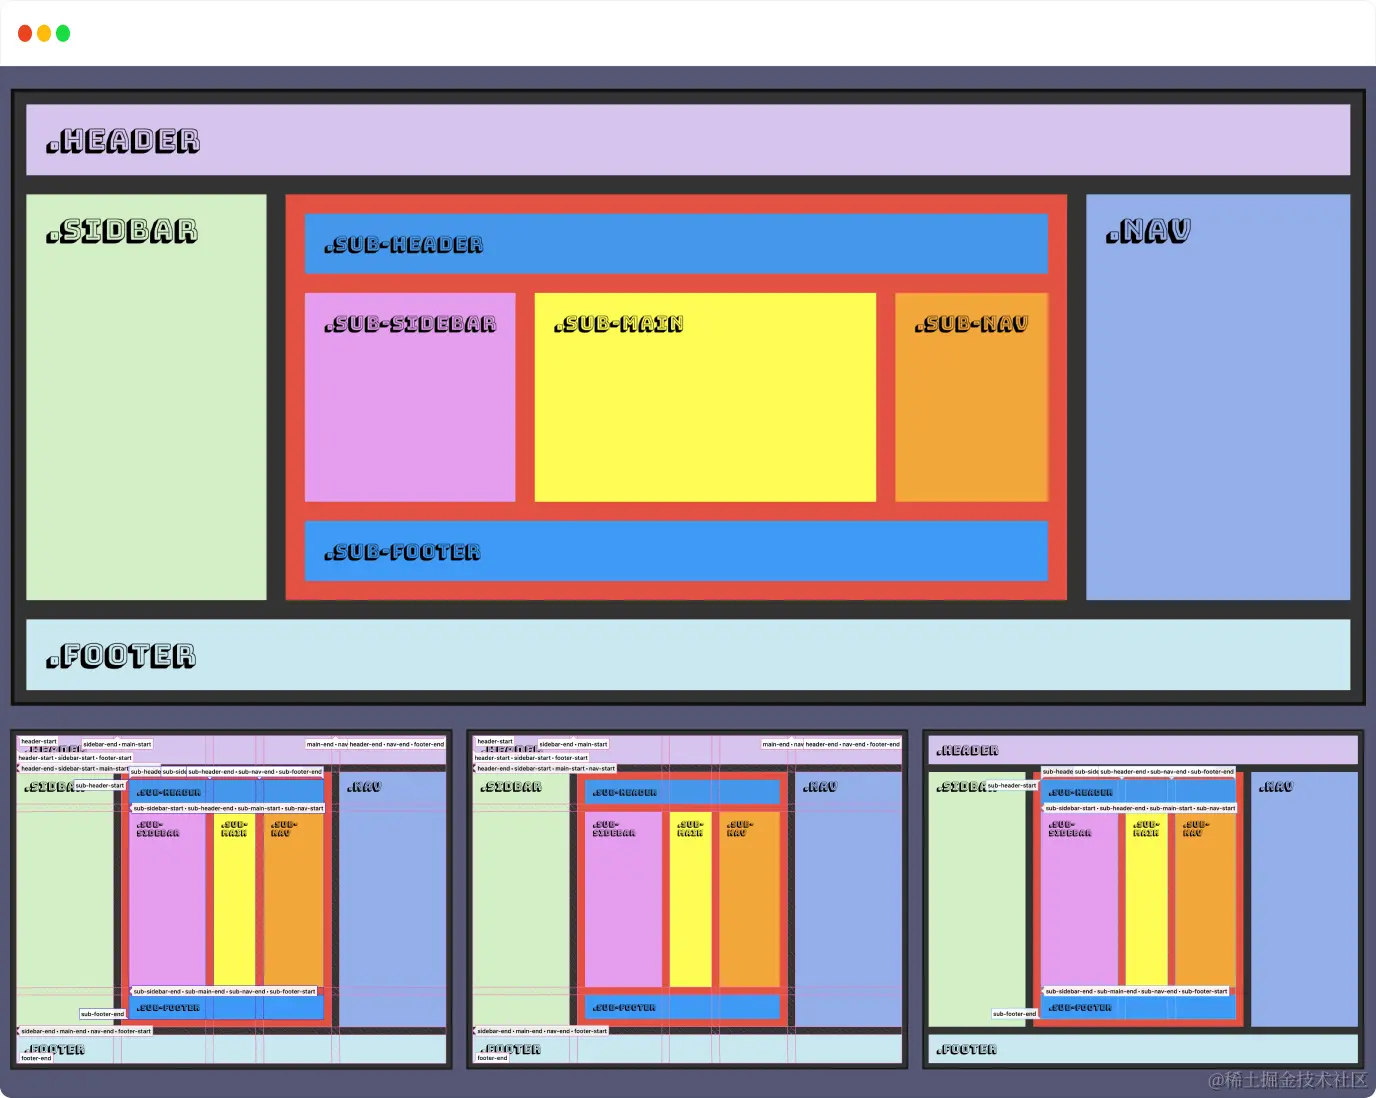 .HEADER
.SIDBAR
.SUB-HEADER
.NAV
.SUB-SIDEBAR
.SUB-MAIN
.SUB-NAV
.SUB-FOOTER
.FOOTER
header-start
.HEADER
sidebar-end • main-start
main-end • nav
header-end • nav-end • footer-end
header-start • sidebar-start • footer-start
header-end • sidebar-start • main-start
sub-heade
sub-side
sub-header-end • sub-nav-end • sub-footer-end
.SIDBAR
sub-header-start
.SUB-HEADER
.NAV
sub-sidebar-start • sub-header-end • sub-main-start • sub-nav-start
.SUB-
SIDEBAR
.SUB-
MAIN
.SUB-
NAV
sub-sidebar-end • sub-main-end • sub-nav-end • sub-footer-start
.SUB-FOOTER
sub-footer-end
sidebar-end • main-end • nav-end • footer-start
.FOOTER
footer-end
header-start
.HEADER
sidebar-end • main-start
main-end • nav
header-end • nav-end • footer-end
header-start • sidebar-start • footer-start
header-end • sidebar-start • main-start • nav-start
.SIDBAR
.SUB-HEADER
.NAV
.SUB-
SIDEBAR
.SUB-
MAIN
.SUB-
NAV
.SUB-FOOTER
sidebar-end • main-end • nav-end • footer-start
.FOOTER
footer-end
.HEADER
sub-heade
sub-side
sub-header-end • sub-nav-end • sub-footer-end
.SIDBAR
sub-header-start
.SUB-HEADER
.NAV
sub-sidebar-start • sub-header-end • sub-main-start • sub-nav-start
.SUB-
SIDEBAR
.SUB-
MAIN
.SUB-
NAV
sub-sidebar-end • sub-main-end • sub-nav-end • sub-footer-start
.SUB-FOOTER
sub-footer-end
.FOOTER
@稀土掘金技术社区